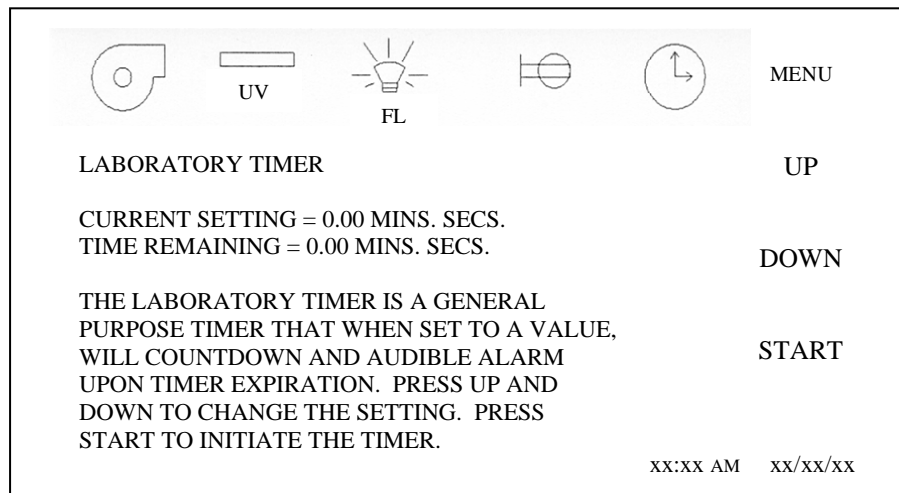 UV
FL
MENU
LABORATORY TIMER
UP
CURRENT SETTING = 0.00 MINS. SECS.
TIME REMAINING = 0.00 MINS. SECS.
DOWN
THE LABORATORY TIMER IS A GENERAL
PURPOSE TIMER THAT WHEN SET TO A VALUE,
WILL COUNTDOWN AND AUDIBLE ALARM
UPON TIMER EXPIRATION. PRESS UP AND
DOWN TO CHANGE THE SETTING. PRESS
START TO INITIATE THE TIMER.
START
xx:xx AM xx/xx/xx